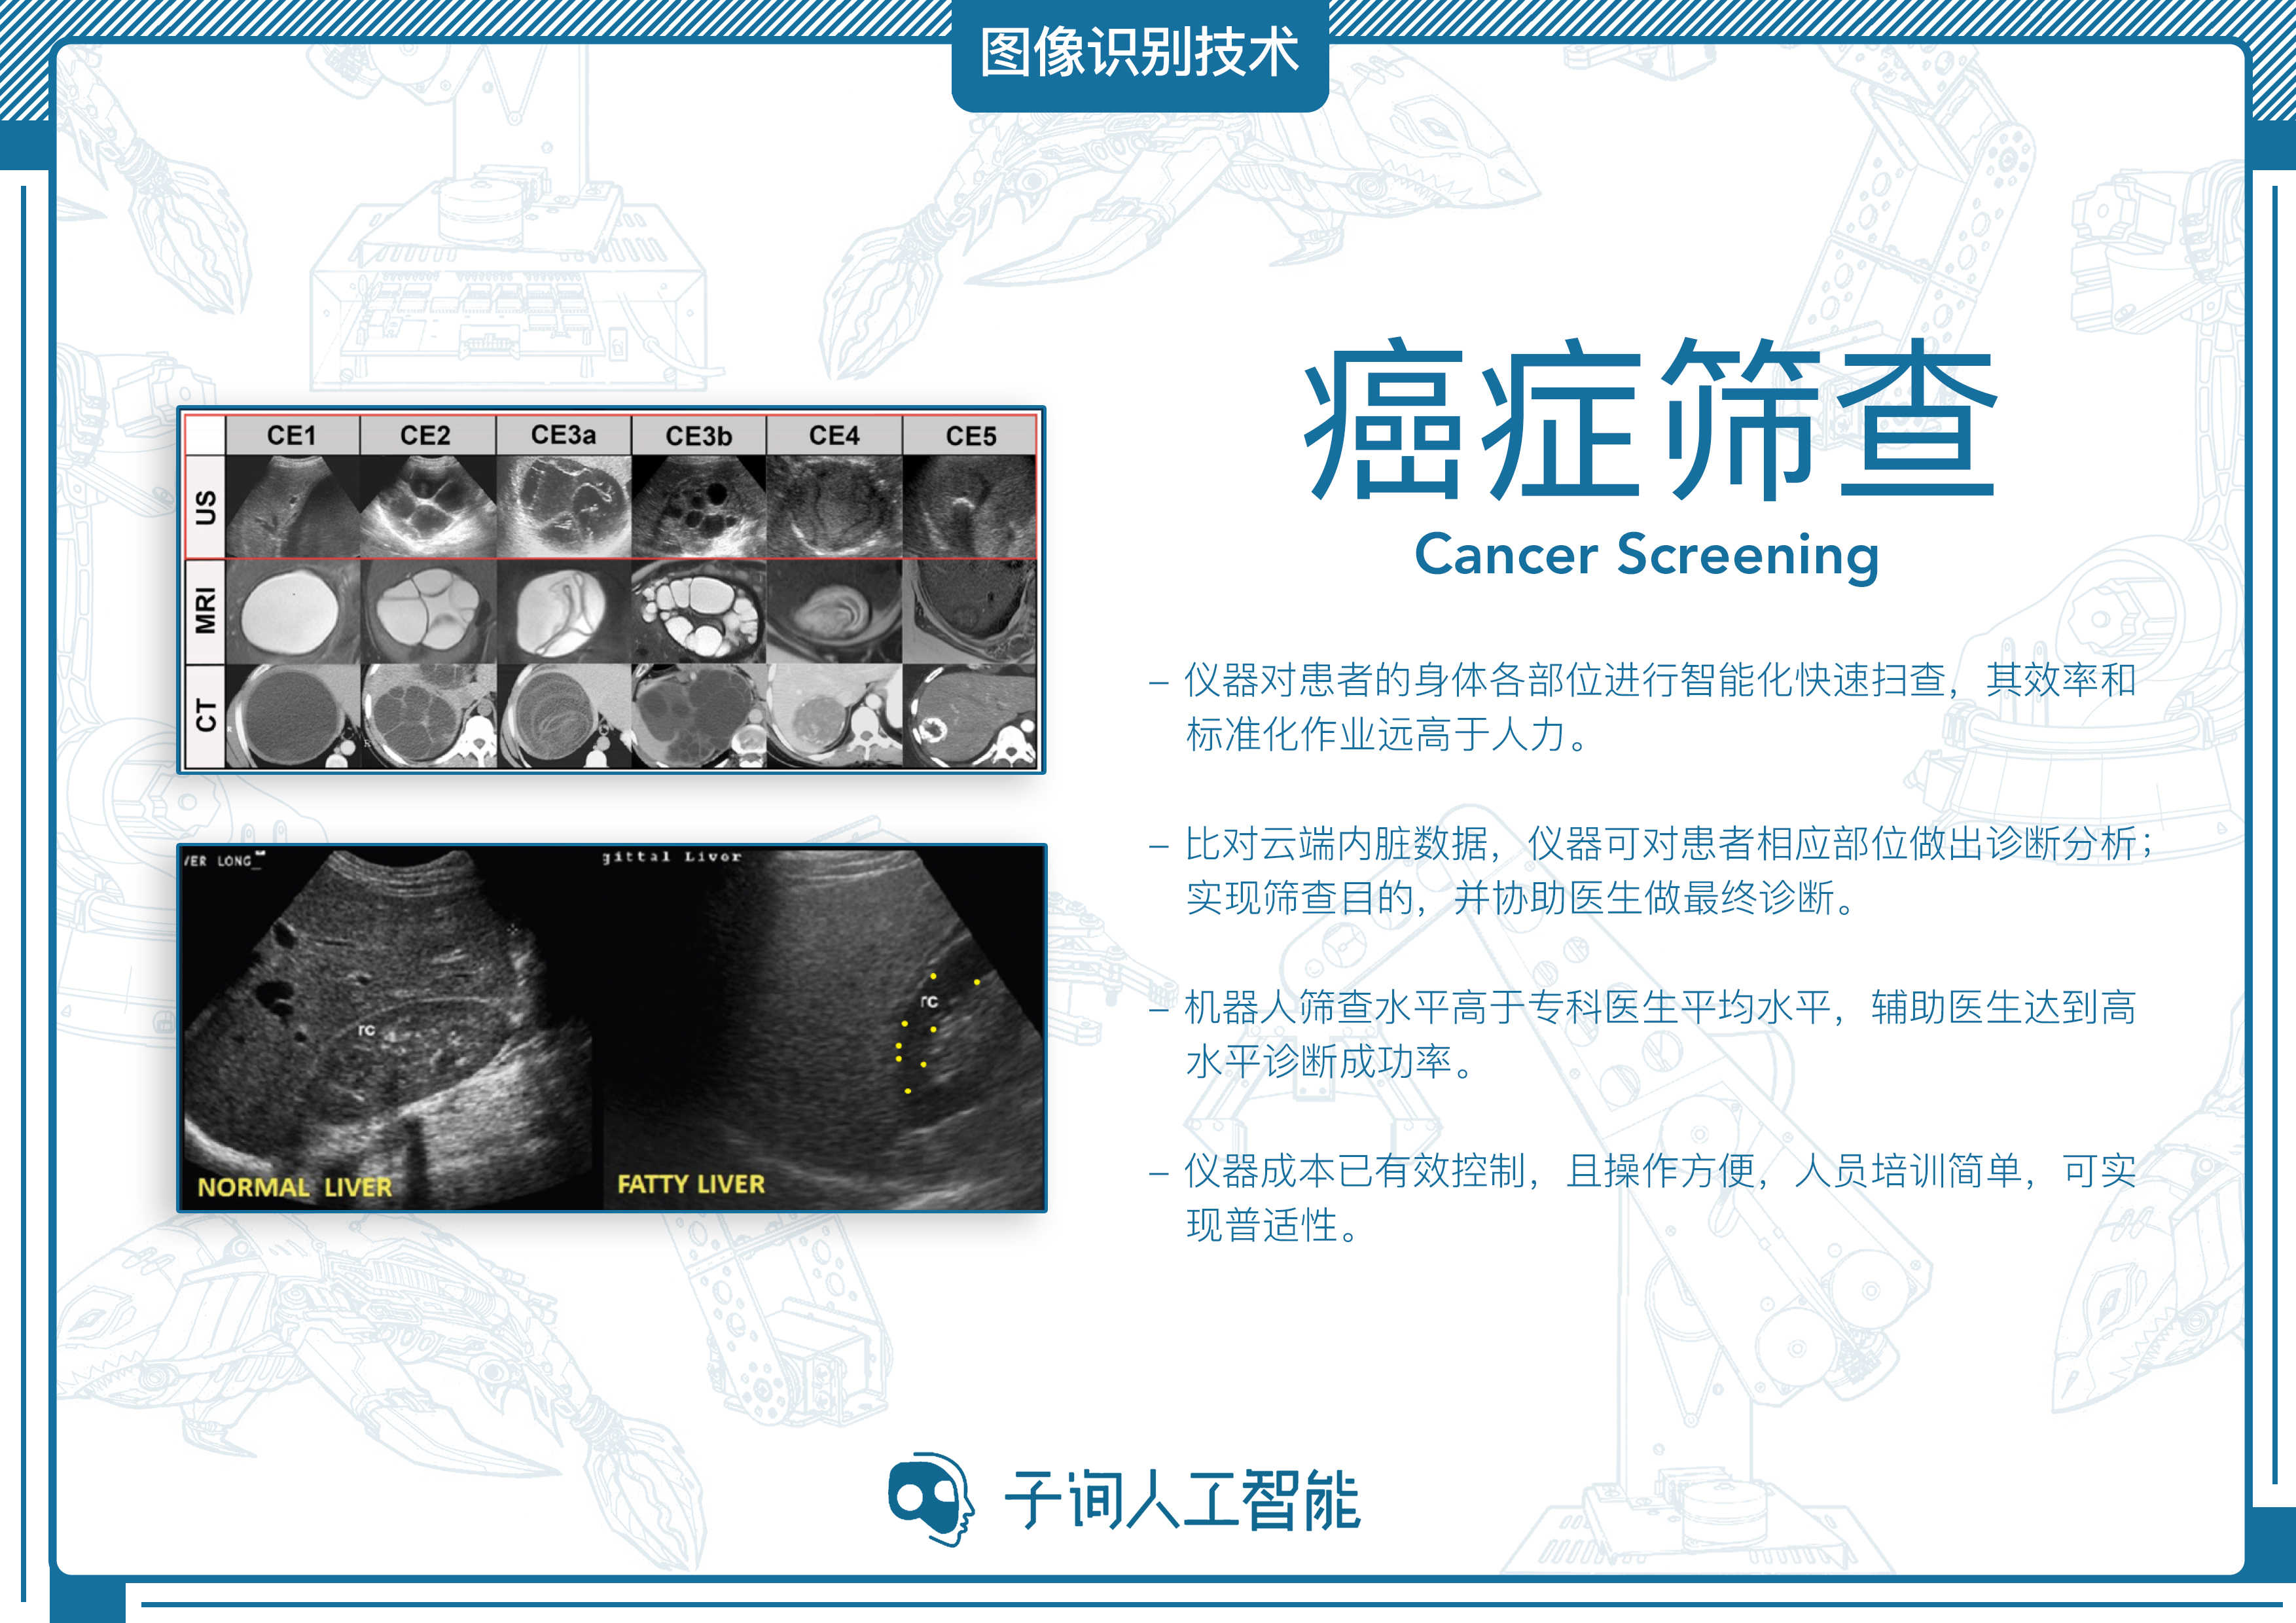 图像识别技术
CE1 CE2 CE3a CE3b CE4 CE5
US
MRI
CT
VER LONG_
gittal Livor
rc
rc
NORMAL LIVER
FATTY LIVER
癌症筛查
Cancer Screening
– 仪器对患者的身体各部位进行智能化快速扫查，其效率和
标准化作业远高于人力。
– 比对云端内脏数据，仪器可对患者相应部位做出诊断分析；
实现筛查目的，并协助医生做最终诊断。
– 机器人筛查水平高于专科医生平均水平，辅助医生达到高
水平诊断成功率。
– 仪器成本已有效控制，且操作方便，人员培训简单，可实
现普适性。
子询人工智能